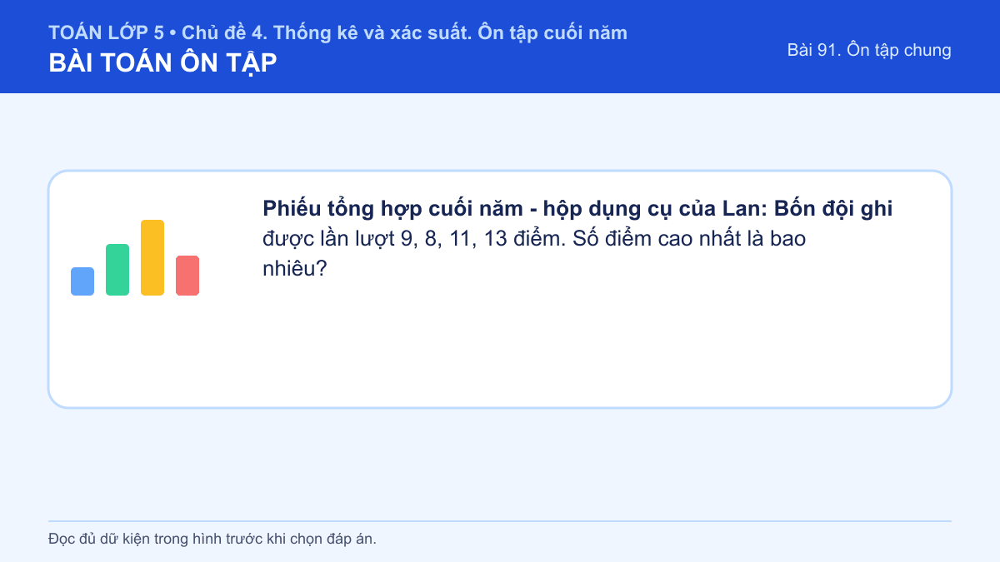 TOÁN LỚP 5 • Chủ đề 4. Thống kê và xác suất. Ôn tập cuối năm
BÀI TOÁN ÔN TẬP
Bài 91. Ôn tập chung
Phiếu tổng hợp cuối năm - hộp dụng cụ của Lan: Bốn đội ghi
được lần lượt 9, 8, 11, 13 điểm. Số điểm cao nhất là bao
nhiêu?
Đọc đủ dữ kiện trong hình trước khi chọn đáp án.